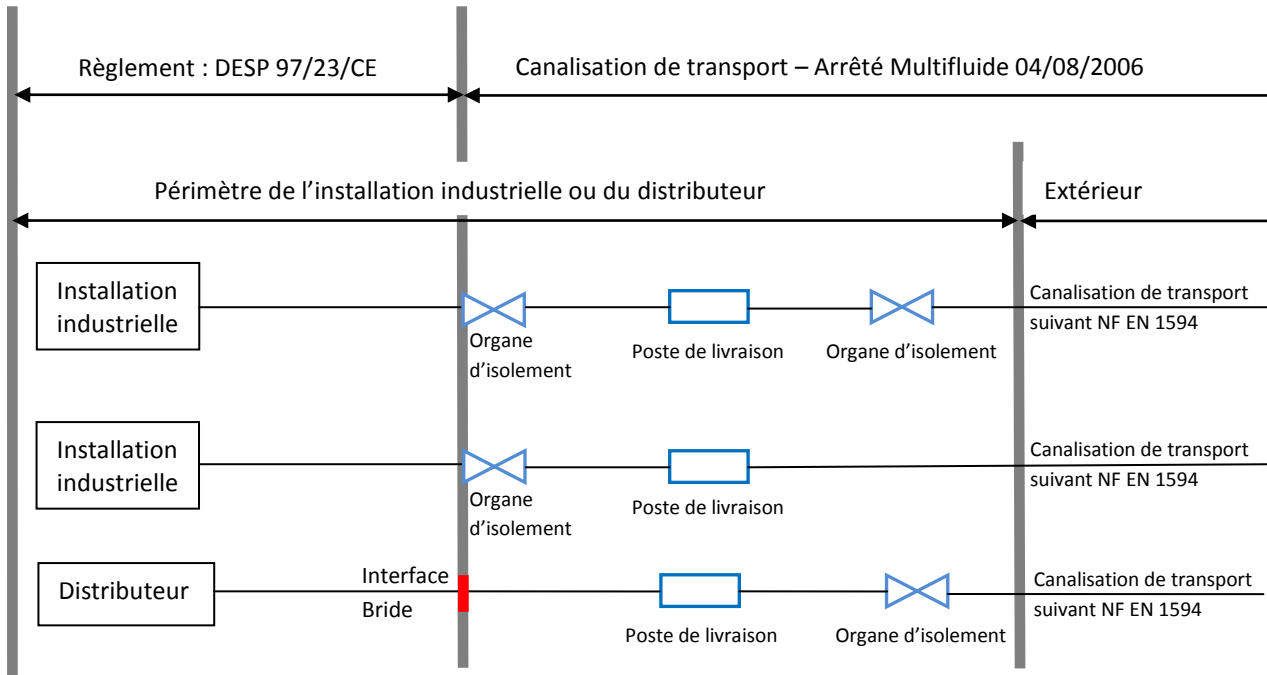 Règlement : DESP 97/23/CE
Canalisation de transport – Arrêté Multifluide 04/08/2006
Périmètre de l’installation industrielle ou du distributeur
Extérieur
Installation
industrielle
Organe
d’isolement
Poste de livraison
Organe d’isolement
Canalisation de transport
suivant NF EN 1594
Installation
industrielle
Organe
d’isolement
Poste de livraison
Canalisation de transport
suivant NF EN 1594
Distributeur
Interface
Bride
Poste de livraison
Organe d’isolement
Canalisation de transport
suivant NF EN 1594